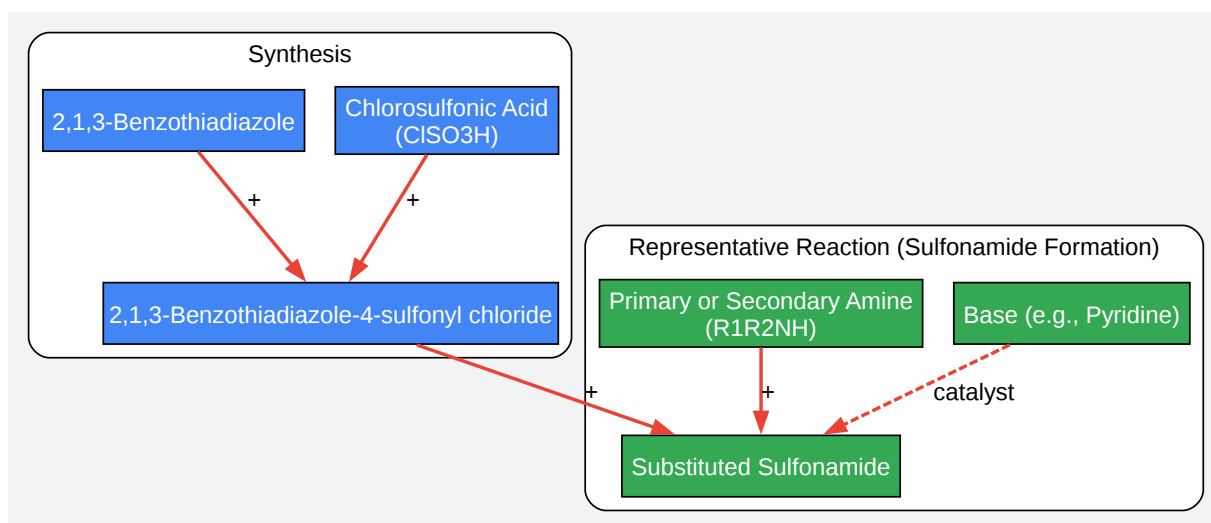 Synthesis
2,1,3-Benzothiadiazole
Chlorosulfonic Acid
(ClSO3H)
+
+
2,1,3-Benzothiadiazole-4-sulfonyl chloride
Representative Reaction (Sulfonamide Formation)
Primary or Secondary Amine
(R1R2NH)
Base (e.g., Pyridine)
+
+
catalyst
Substituted Sulfonamide